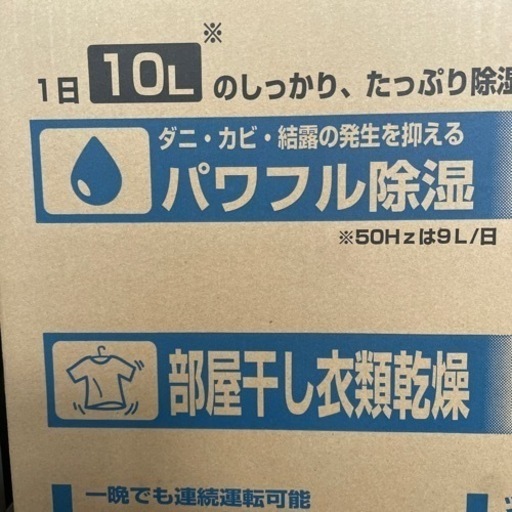 ※
1日 10L のしっかり、たっぷり除湿
ダニ・カビ・結露の発生を抑える
パワフル除湿
※50Hzは9L/日
部屋干し衣類乾燥
一晩でも連続運転可能